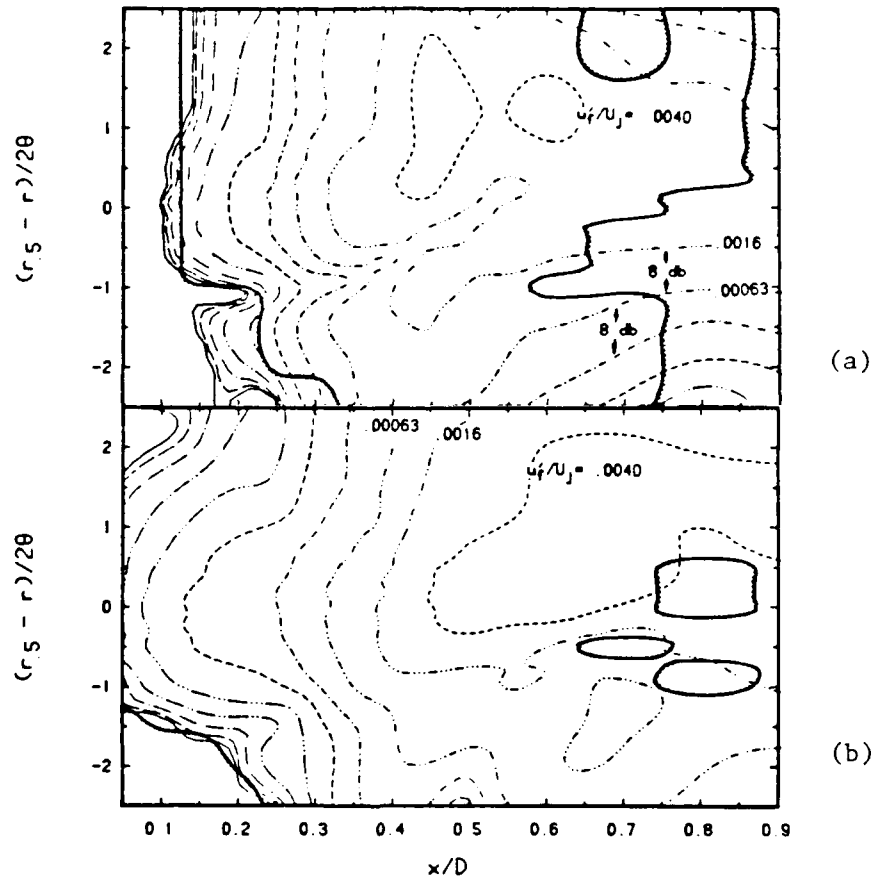 2
1
0
-1
-2
(r.5 - r)/2θ
u'f/Uj = .0040
.0016
8 db
.00063
8 db
(a)
.00063
.0016
u'f/Uj = .0040
2
1
0
-1
-2
(r.5 - r)/2θ
(b)
0.1 0.2 0.3 0.4 0.5 0.6 0.7 0.8 0.9
x/D